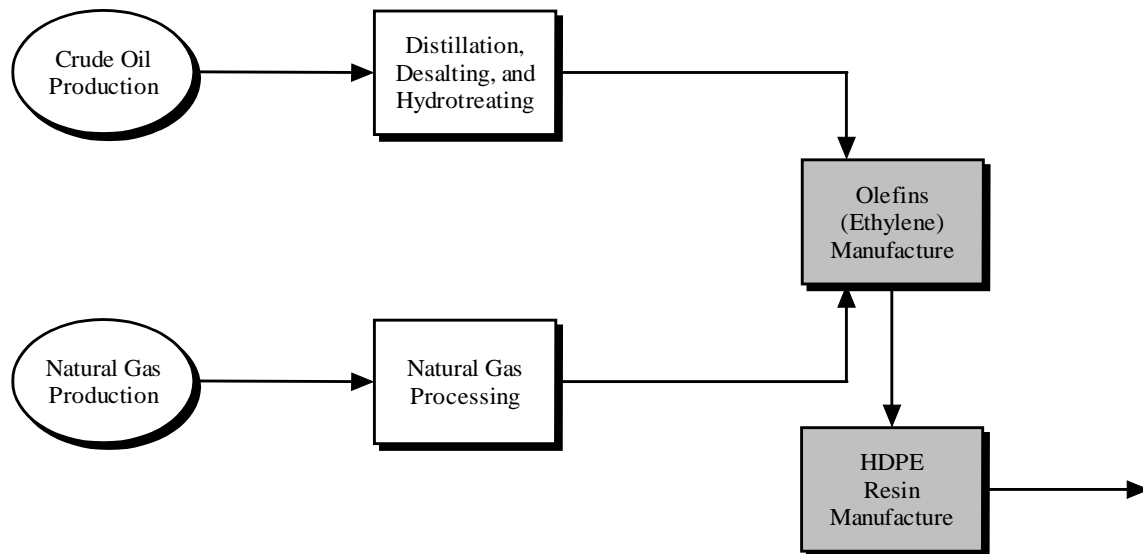 Crude Oil
Production
Distillation,
Desalting, and
Hydrotreating
Olefins
(Ethylene)
Manufacture
Natural Gas
Production
Natural Gas
Processing
HDPE
Resin
Manufacture